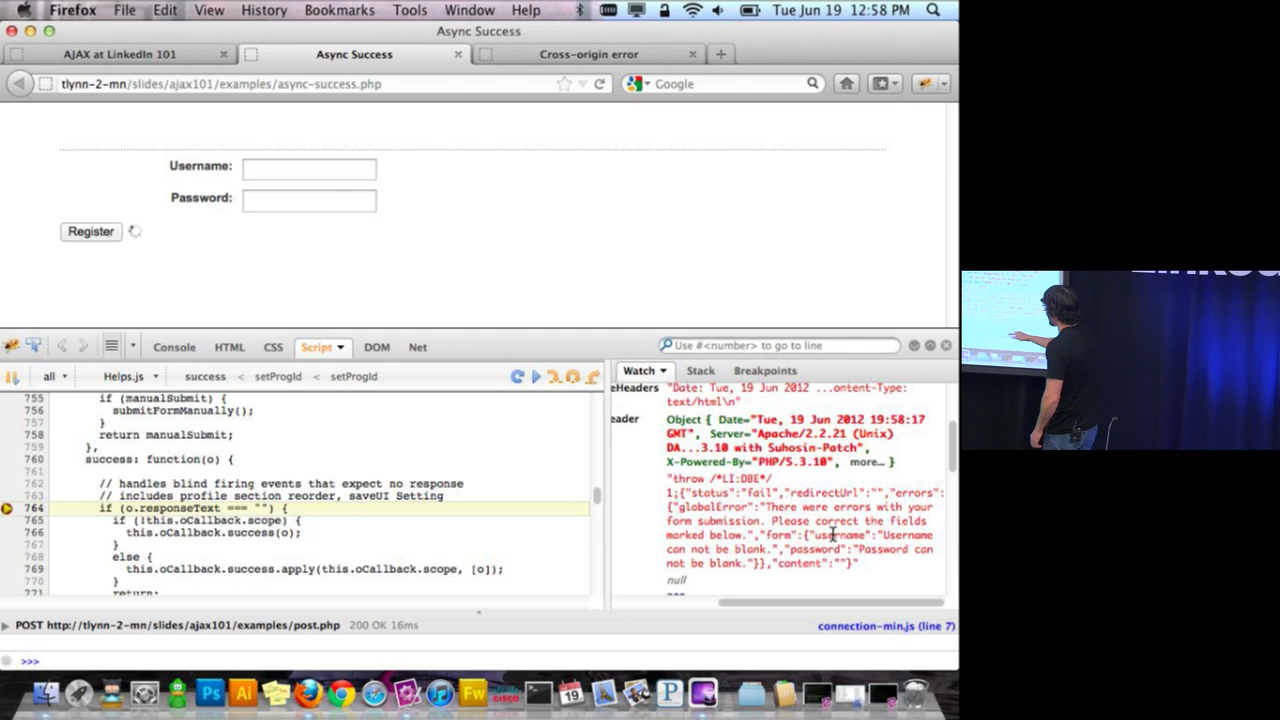 Firefox File Edit View History Bookmarks Tools Window Help Tue Jun 19 12:58 PM
Async Success
AJAX at LinkedIn 101 Async Success Cross-origin error
tlynn-2-mn/slides/ajax101/examples/async-success.php Google
Username:
Password:
Register
Console HTML CSS Script DOM Net Use #<number> to go to line
all Helps.js success < setProgId < setProgId
Watch Stack Breakpoints
755 if (manualSubmit) {
756 submitFormManually();
757 }
758 return manualSubmit;
759 },
760 success: function(o) {
761
762 // handles blind firing events that expect no response
763 // includes profile section reorder, saveUI Setting
764 if (o.responseText === "") {
765 if (!this.oCallback.scope) {
766 this.oCallback.success(o);
767 }
768 else {
769 this.oCallback.success.apply(this.oCallback.scope, [o]);
770 }
771 return;
eHeaders "Date: Tue, 19 Jun 2012 ...ontent-Type:
text/html\n"
eader Object { Date="Tue, 19 Jun 2012 19:58:17
GMT", Server="Apache/2.2.21 (Unix)
DA...3.10 with Suhosin-Patch",
X-Powered-By="PHP/5.3.10", more... }
"throw /*LI:DBE*/
1;{"status":"fail","redirectUrl":"","errors":
{"globalError":"There were errors with your
form submission. Please correct the fields
marked below.","form":{"username":"Username
can not be blank.","password":"Password can
not be blank."}},"content":""}"
null
POST http://tlynn-2-mn/slides/ajax101/examples/post.php 200 OK 16ms connection-min.js (line 7)
>>>
Ps Ai Fw CISCO 19 P